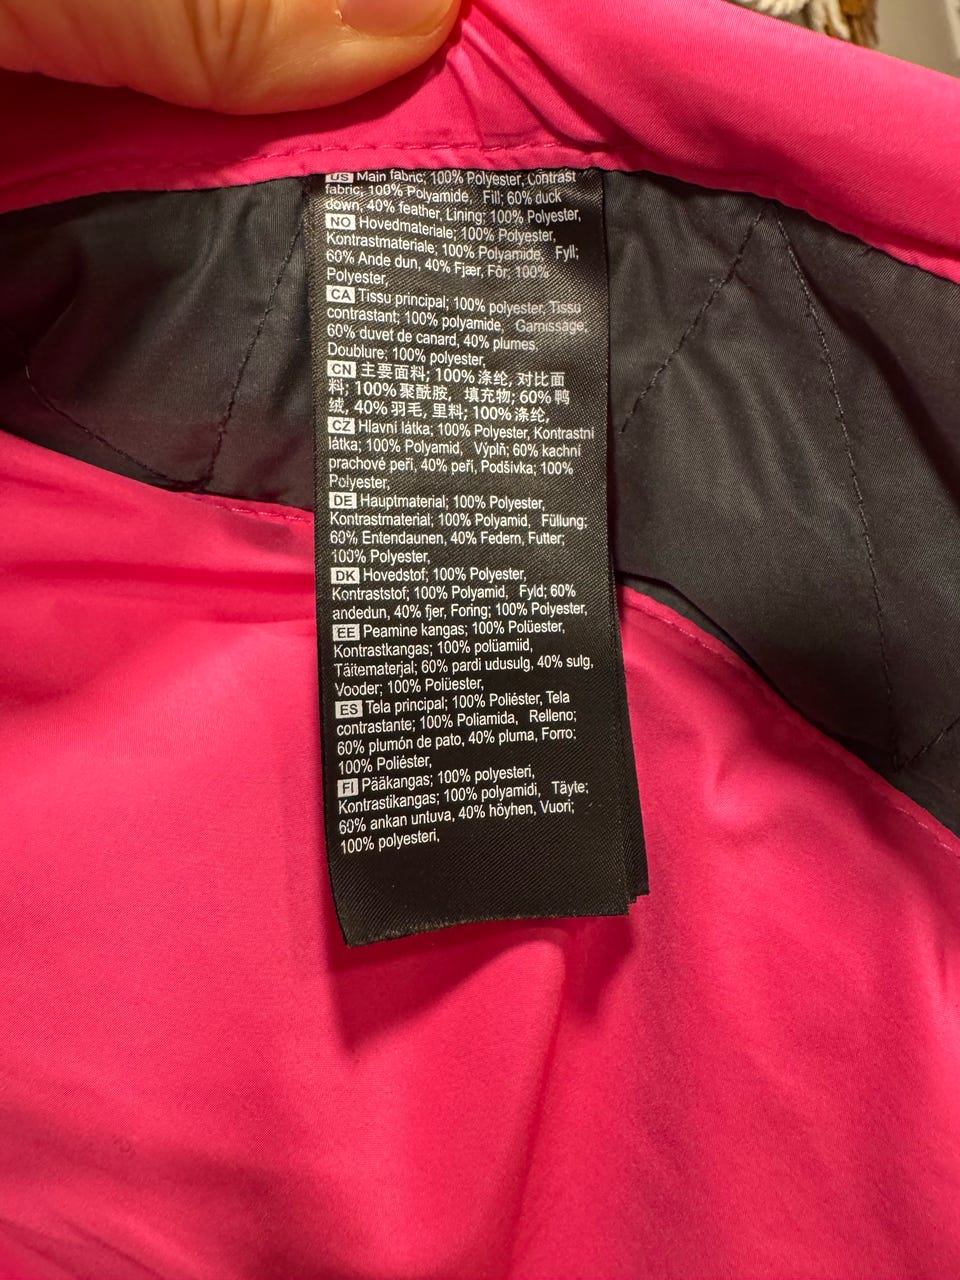 US Main fabric; 100% Polyester, Contrast
fabric; 100% Polyamide, Fill; 60% duck
down, 40% feather, Lining; 100% Polyester,
NO Hovedmateriale; 100% Polyester,
Kontrastmateriale; 100% Polyamide, Fyll;
60% Ande dun, 40% Fjær, Fôr; 100%
Polyester,
CA Tissu principal; 100% polyester, Tissu
contrastant; 100% polyamide, Garnissage;
60% duvet de canard, 40% plumes,
Doublure; 100% polyester,
CN 主要面料; 100% 涤纶, 对比面
料; 100% 聚酰胺, 填充物; 60% 鸭
绒, 40% 羽毛, 里料; 100% 涤纶,
CZ Hlavní látka; 100% Polyester, Kontrastni
látka; 100% Polyamid, Výplň; 60% kachní
prachové peří, 40% peří, Podšívka; 100%
Polyester,
DE Hauptmaterial; 100% Polyester,
Kontrastmaterial; 100% Polyamid, Füllung;
60% Entendaunen, 40% Federn, Futter;
100% Polyester,
DK Hovedstof; 100% Polyester,
Kontraststof; 100% Polyamid, Fyld; 60%
andedun, 40% fjer, Foring; 100% Polyester,
EE Peamine kangas; 100% Polüester,
Kontrastkangas; 100% polüamiid,
Täitematerjal; 60% pardi udusulg, 40% sulg,
Vooder; 100% Polüester,
ES Tela principal; 100% Poliéster, Tela
contrastante; 100% Poliamida, Relleno;
60% plumón de pato, 40% pluma, Forro;
100% Poliéster,
FI Pääkangas; 100% polyesteri,
Kontrastikangas; 100% polyamidi, Täyte;
60% ankan untuva, 40% höyhen, Vuori;
100% polyesteri,